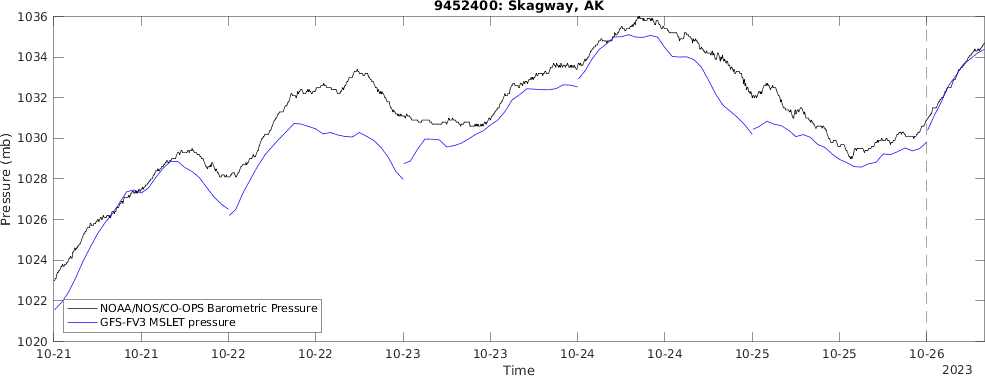 9452400: Skagway, AK
1036
1034
1032
1030
1028
1026
1024
1022
1020
Pressure (mb)
NOAA/NOS/CO-OPS Barometric Pressure
GFS-FV3 MSLET pressure
10-21 10-21 10-22 10-22 10-23 10-23 10-24 10-24 10-25 10-25 10-26
Time
2023